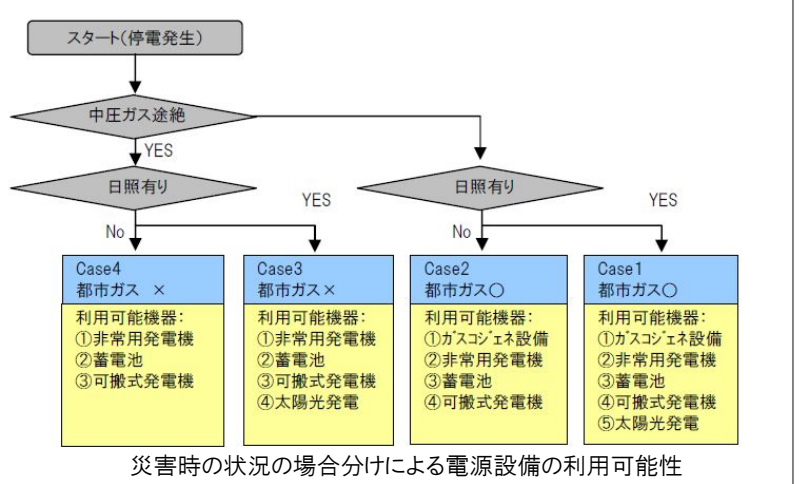 スタート(停電発生)
中圧ガス途絶
YES
日照有り
日照有り
YES
YES
No
No
Case4
都市ガス ×
利用可能機器:
①非常用発電機
②蓄電池
③可搬式発電機
Case3
都市ガス×
利用可能機器:
①非常用発電機
②蓄電池
③可搬式発電機
④太陽光発電
Case2
都市ガス○
利用可能機器:
①ガスコジェネ設備
②非常用発電機
③蓄電池
④可搬式発電機
Case1
都市ガス○
利用可能機器:
①ガスコジェネ設備
②非常用発電機
③蓄電池
④可搬式発電機
⑤太陽光発電
災害時の状況の場合分けによる電源設備の利用可能性